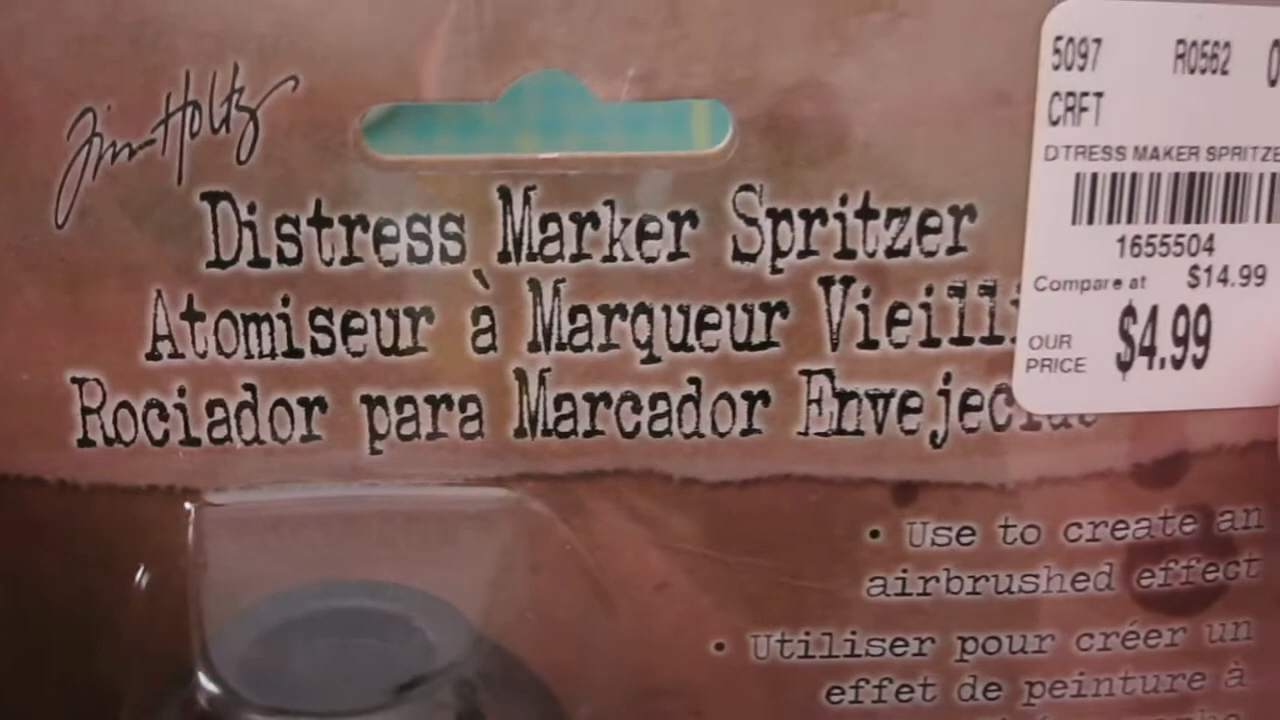 Tim Holtz
Distress Marker Spritzer
Atomiseur à Marqueur
Rociador para Marcador
• Use to create an
airbrushed effect
• Utiliser pour créer un
effet de peinture à
5097 R0562
CRFT
DTRESS MAKER SPRITZE
1655504
Compare at $14.99
OUR
PRICE $4.99